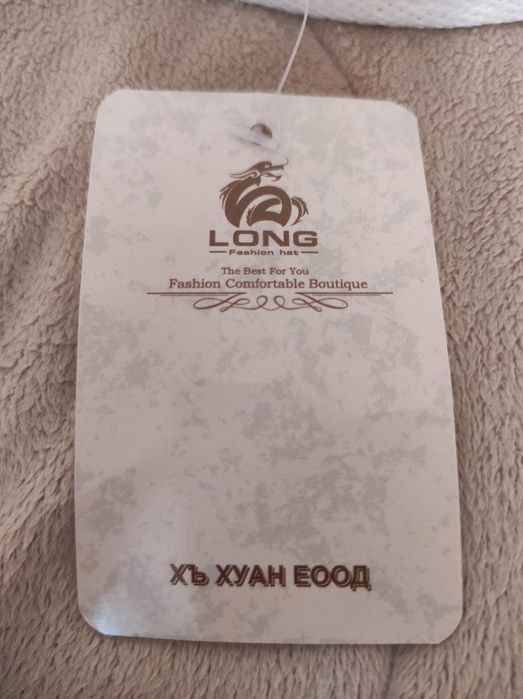 LONG
Fashion hat
The Best For You
Fashion Comfortable Boutique
ХЪ ХУАН ЕООД